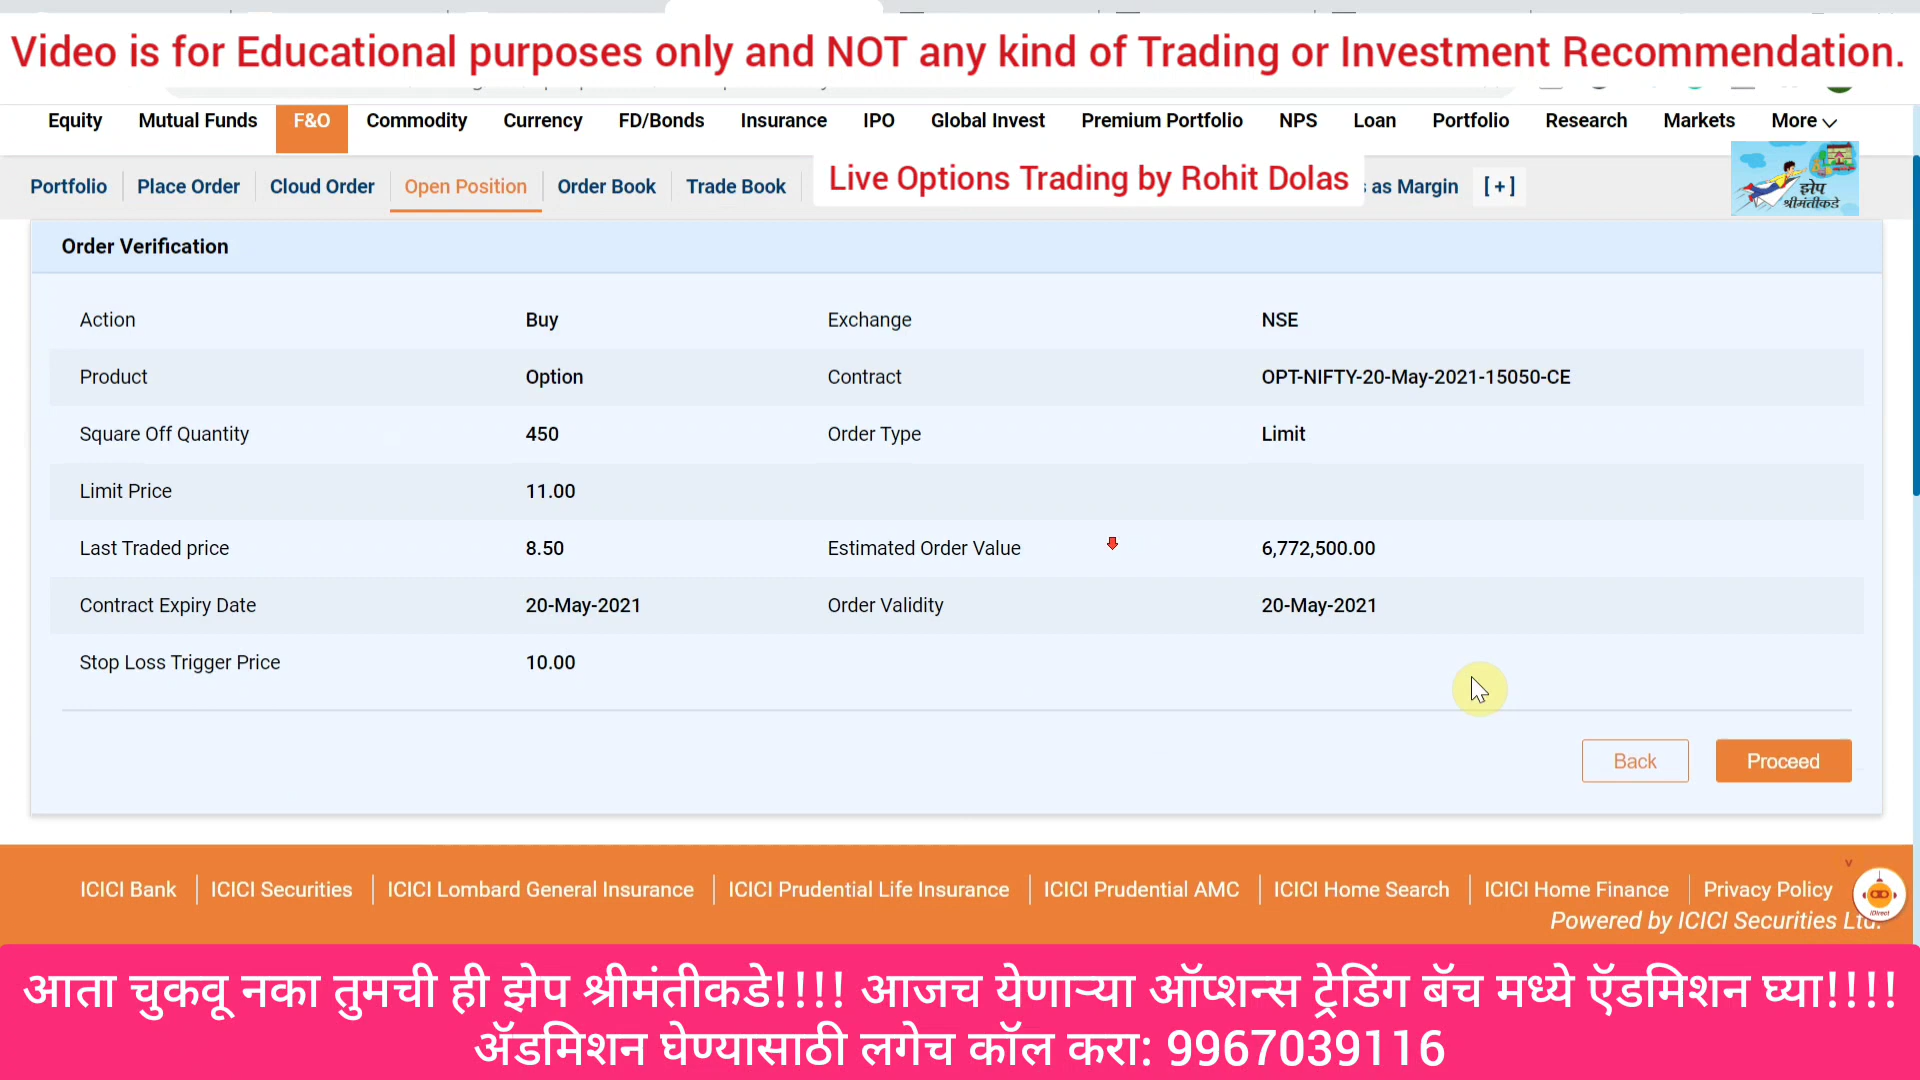 Video is for Educational purposes only and NOT any kind of Trading or Investment Recommendation.
Equity Mutual Funds F&O Commodity Currency FD/Bonds Insurance IPO Global Invest Premium Portfolio NPS Loan Portfolio Research Markets More
Portfolio Place Order Cloud Order Open Position Order Book Trade Book Live Options Trading by Rohit Dolas as Margin [+]
झेप
श्रीमंतीकडे
Order Verification
Action Buy Exchange NSE
Product Option Contract OPT-NIFTY-20-May-2021-15050-CE
Square Off Quantity 450 Order Type Limit
Limit Price 11.00
Last Traded price 8.50 Estimated Order Value 6,772,500.00
Contract Expiry Date 20-May-2021 Order Validity 20-May-2021
Stop Loss Trigger Price 10.00
Back Proceed
ICICI Bank ICICI Securities ICICI Lombard General Insurance ICICI Prudential Life Insurance ICICI Prudential AMC ICICI Home Search ICICI Home Finance Privacy Policy
iDirect
Powered by ICICI Securities Ltd.
आता चुकवू नका तुमची ही झेप श्रीमंतीकडे!!!! आजच येणाऱ्या ऑप्शन्स ट्रेडिंग बॅच मध्ये ऍडमिशन घ्या!!!!
ॲडमिशन घेण्यासाठी लगेच कॉल करा: 9967039116